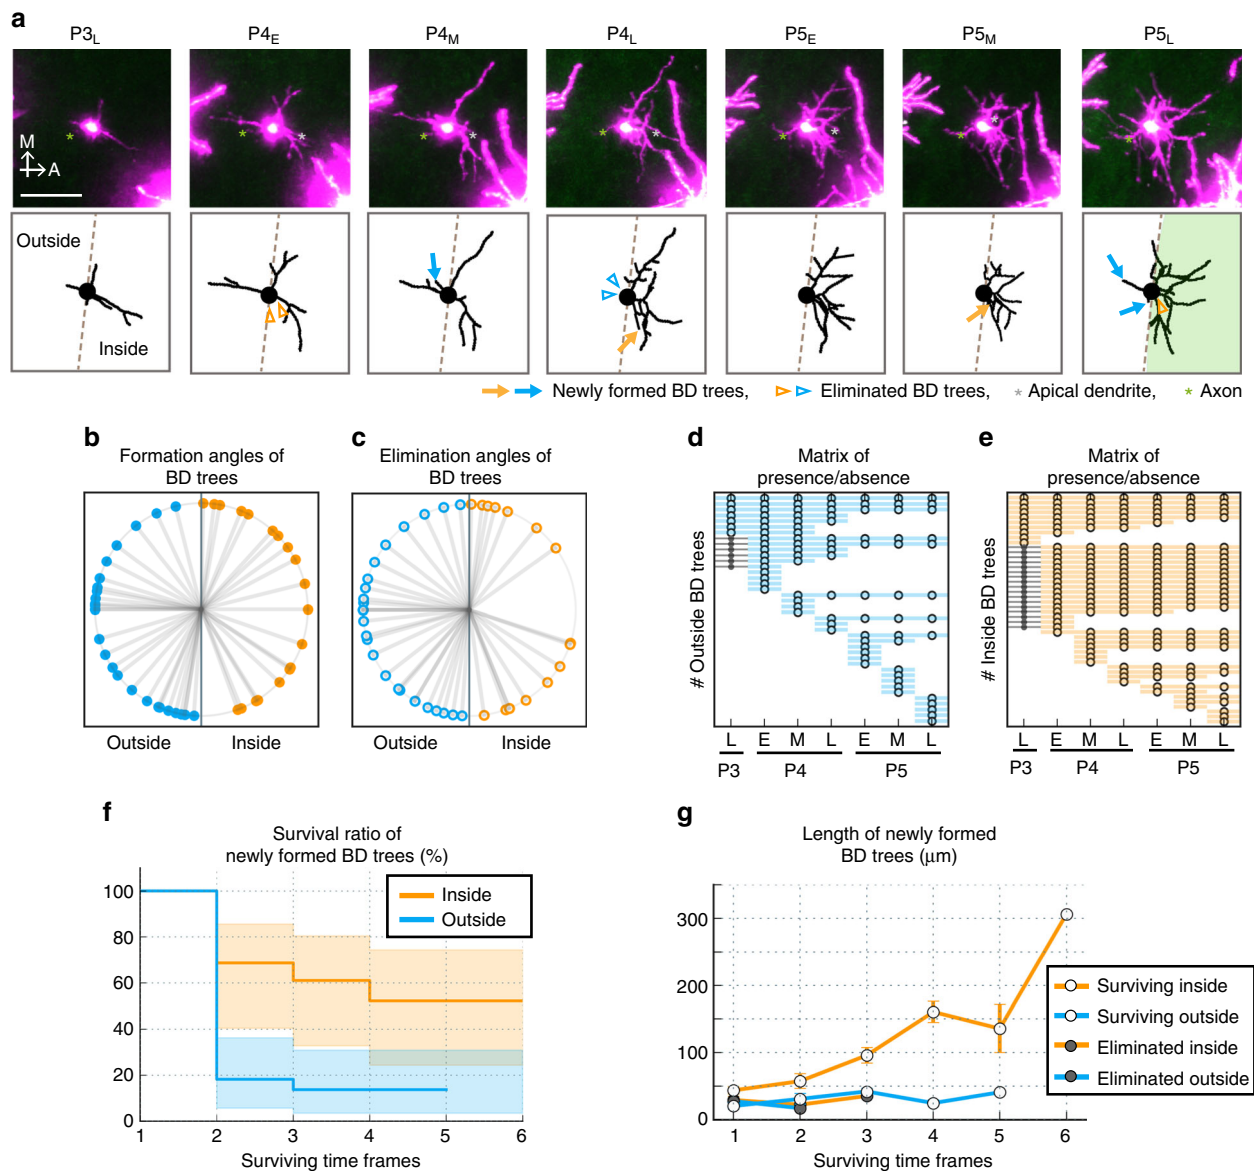 a
P3L P4E P4M P4L P5E P5M P5L
* * * * * * * * * * *
M
A
Outside
Inside
Newly formed BD trees, Eliminated BD trees, * Apical dendrite, * Axon
b c d e
Formation angles of BD trees
Elimination angles of BD trees
Matrix of presence/absence
Matrix of presence/absence
Outside Inside
Outside Inside
# Outside BD trees
L E M L E M L
P3 P4 P5
# Inside BD trees
L E M L E M L
P3 P4 P5
f
Survival ratio of
newly formed BD trees (%)
Inside
Outside
100
80
60
40
20
0
1 2 3 4 5 6
Surviving time frames
g
Length of newly formed
BD trees (μm)
300
200
100
0
1 2 3 4 5 6
Surviving time frames
Surviving inside
Surviving outside
Eliminated inside
Eliminated outside